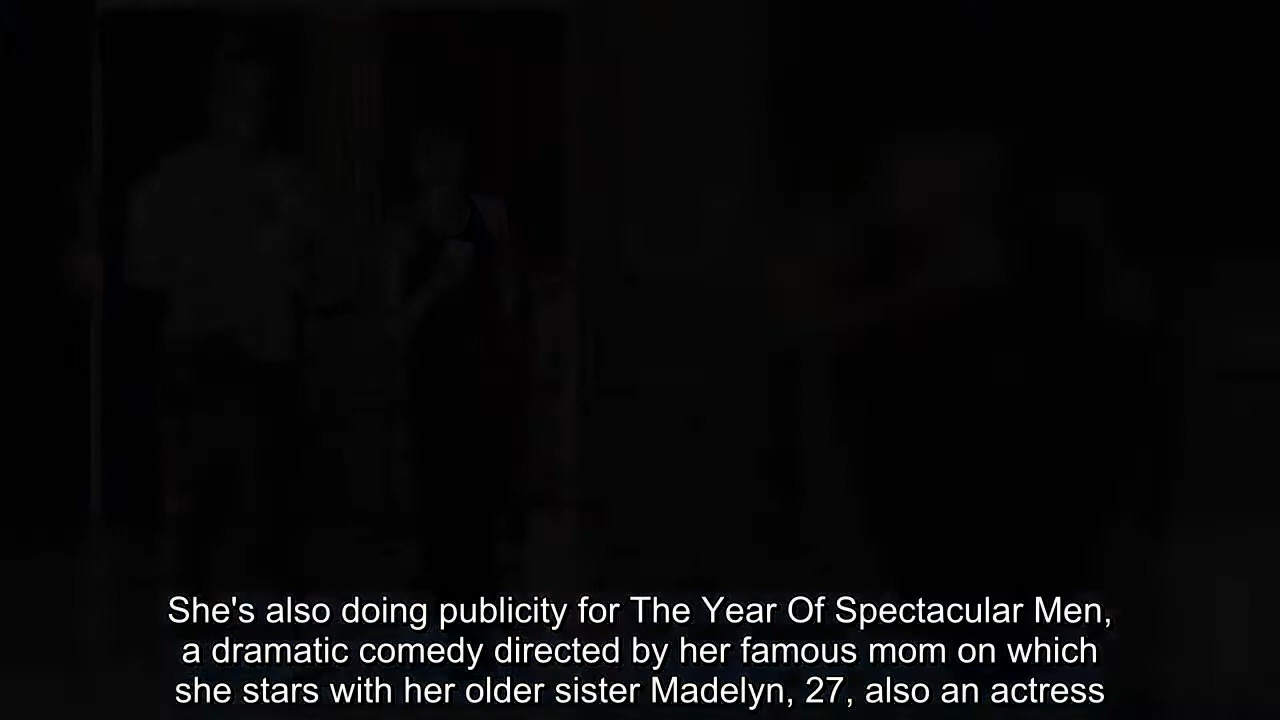 She's also doing publicity for The Year Of Spectacular Men,
a dramatic comedy directed by her famous mom on which
she stars with her older sister Madelyn, 27, also an actress